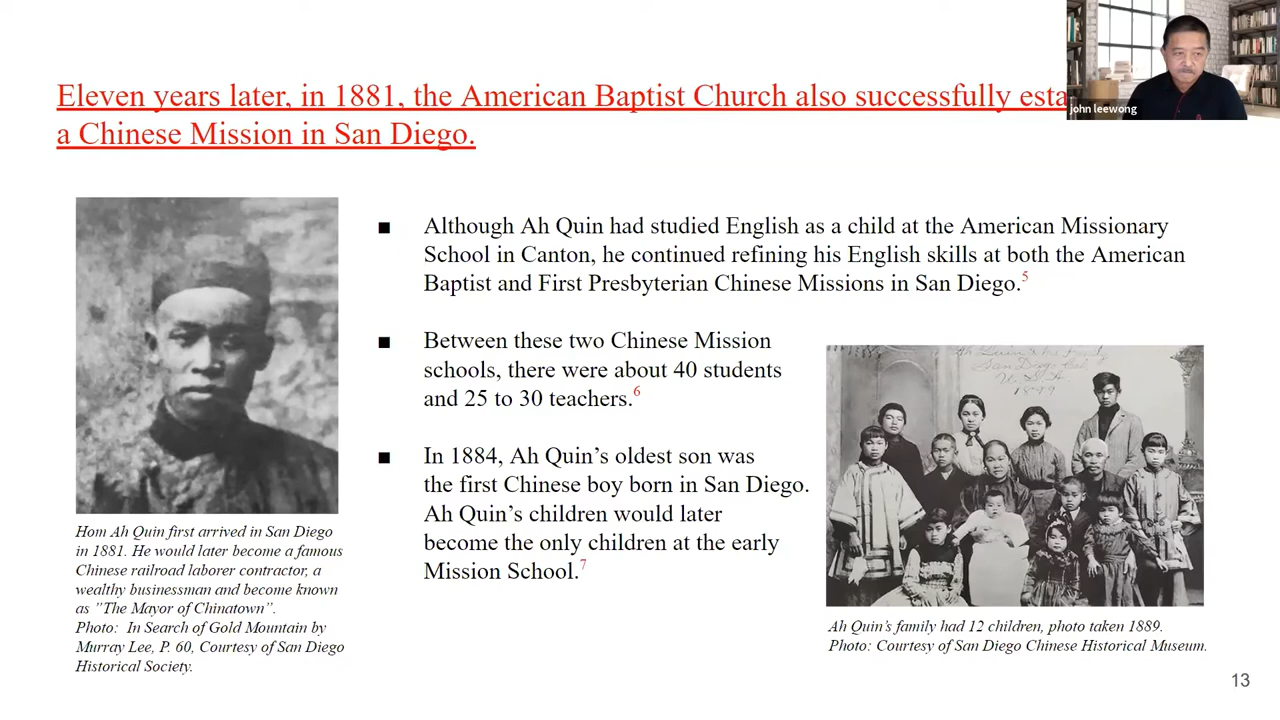 Eleven years later, in 1881, the American Baptist Church also successfully esta
a Chinese Mission in San Diego.
john leewong
■ Although Ah Quin had studied English as a child at the American Missionary
School in Canton, he continued refining his English skills at both the American
Baptist and First Presbyterian Chinese Missions in San Diego.5
■ Between these two Chinese Mission
schools, there were about 40 students
and 25 to 30 teachers.6
■ In 1884, Ah Quin’s oldest son was
the first Chinese boy born in San Diego.
Ah Quin’s children would later
become the only children at the early
Mission School.7
Hom Ah Quin first arrived in San Diego
in 1881. He would later become a famous
Chinese railroad laborer contractor, a
wealthy businessman and become known
as ”The Mayor of Chinatown”.
Photo: In Search of Gold Mountain by
Murray Lee, P. 60, Courtesy of San Diego
Historical Society.
Ah Quin & his Family
San Diego Cal
U.S.A
1899
Ah Quin’s family had 12 children, photo taken 1889.
Photo: Courtesy of San Diego Chinese Historical Museum.
13